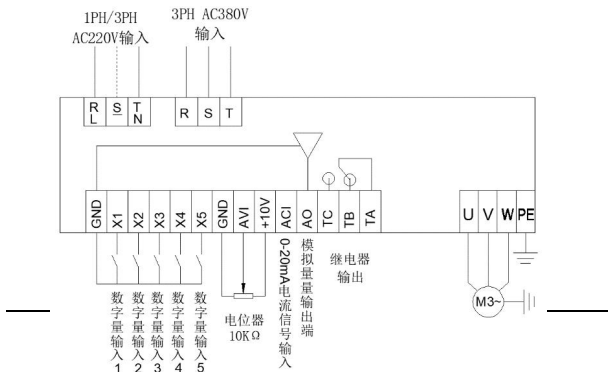 1PH/3PH
AC220V输入
3PH AC380V
输入
R
L
S
T
N
R
S
T
GND
X1
X2
X3
X4
X5
GND
AVI
+10V
ACI
AO
TC
TB
TA
U
V
W
PE
数字量输入1
数字量输入2
数字量输入3
数字量输入4
数字量输入5
电位器
10KΩ
0-20mA电流信号输入
模拟量量输出端
继电器
输出
M3~